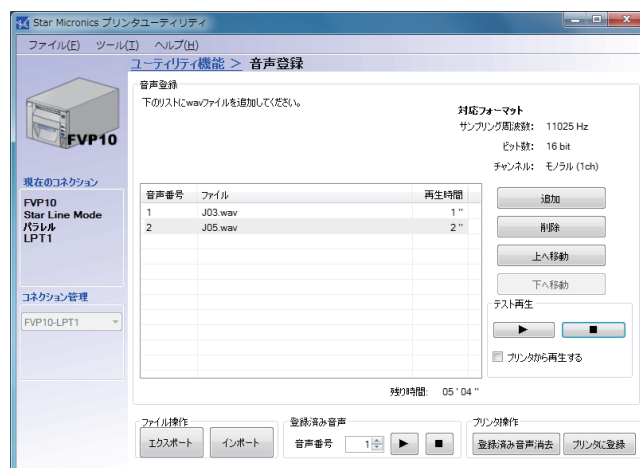 Star Micronics プリンタユーティリティ
ファイル(F) ツール(T) ヘルプ(H)
ユーティリティ機能 > 音声登録
FVP10
現在のコネクション
FVP10
Star Line Mode
パラレル
LPT1
コネクション管理
FVP10-LPT1
音声登録
下のリストにwavファイルを追加してください。
対応フォーマット
サンプリング周波数: 11025 Hz
ビット数: 16 bit
チャンネル: モノラル (1ch)
音声番号 ファイル 再生時間
1 J03.wav 1 "
2 J05.wav 2 "
追加
削除
上へ移動
下へ移動
テスト再生
プリンタから再生する
残り時間: 05 ' 04 "
ファイル操作
エクスポート インポート
登録済み音声
音声番号 1
プリンタ操作
登録済み音声消去 プリンタに登録